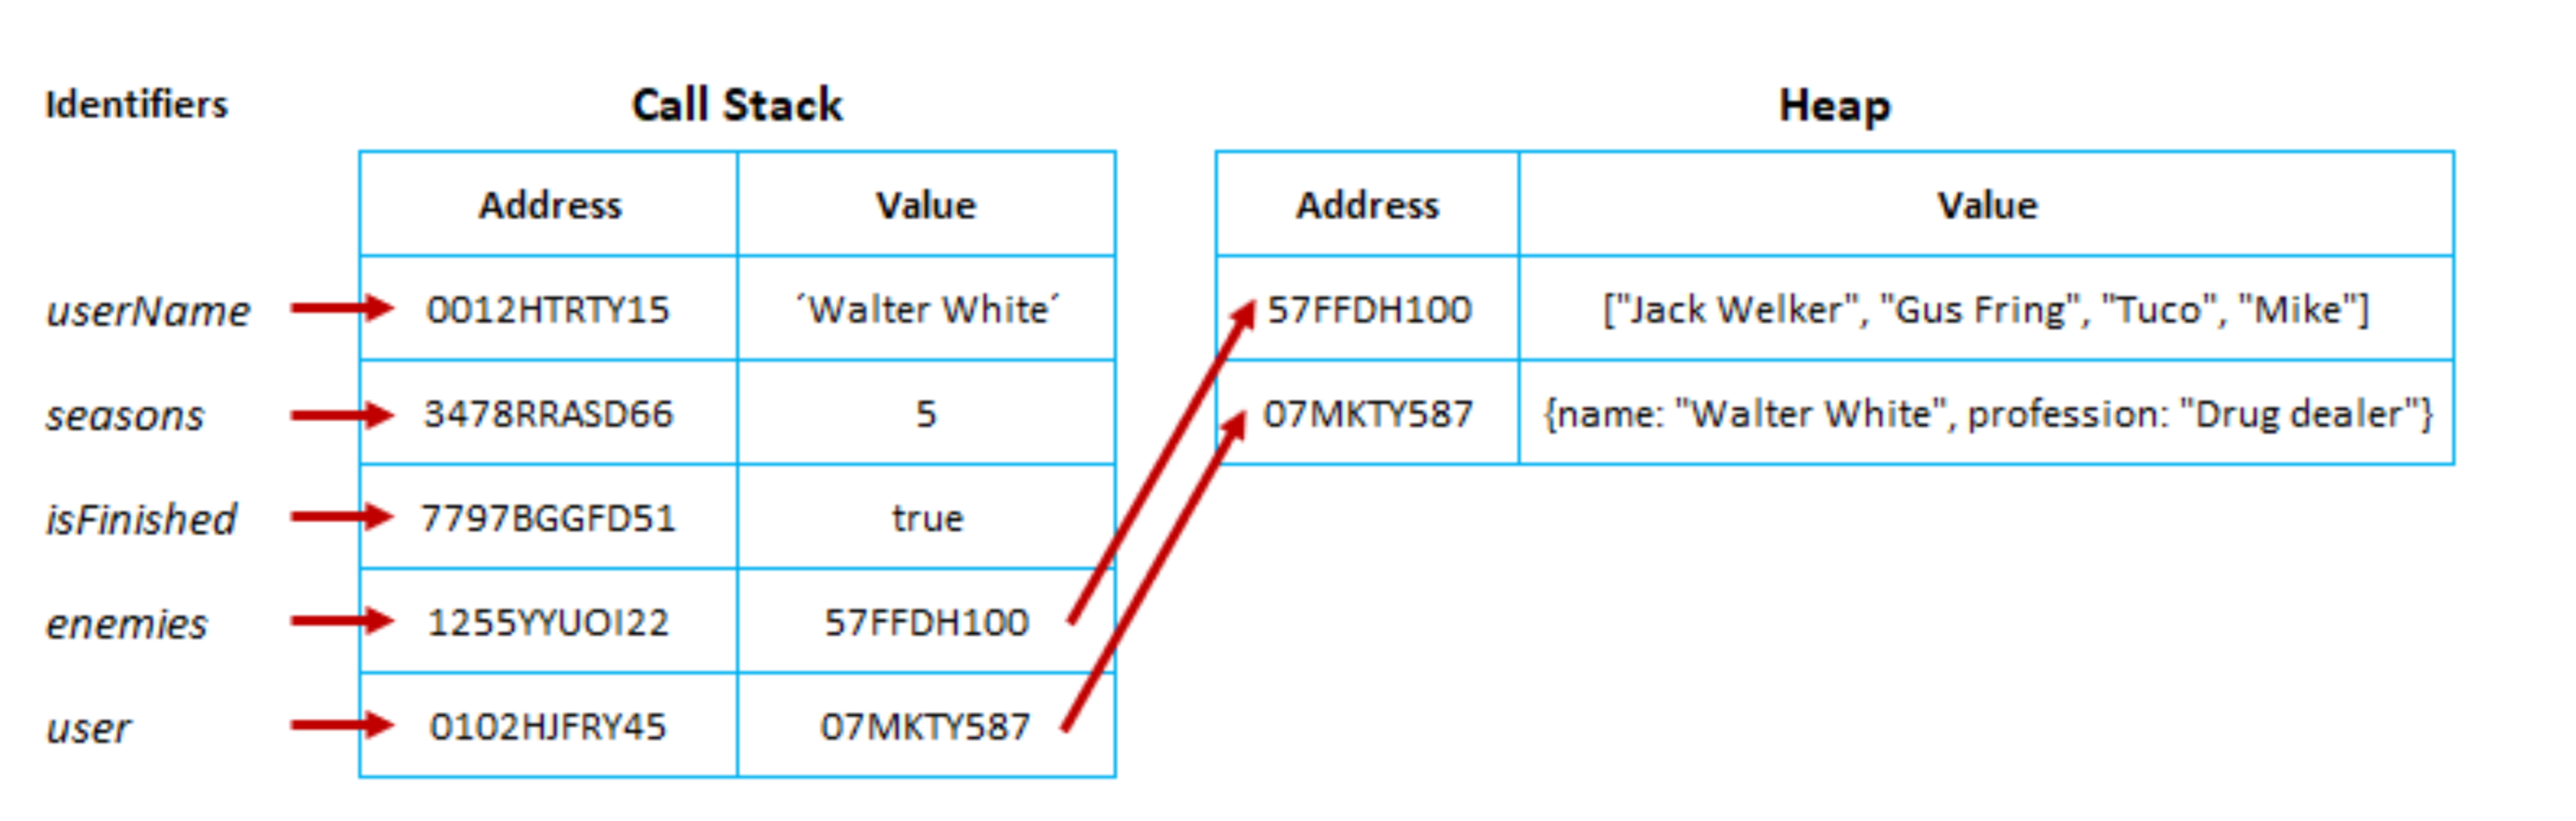 Identifiers Call Stack Heap
Address Value Address Value
userName 0012HTRTY15 ´Walter White´ 57FFDH100 ["Jack Welker", "Gus Fring", "Tuco", "Mike"]
seasons 3478RRASD66 5 07MKTY587 {name: "Walter White", profession: "Drug dealer"}
isFinished 7797BGGFD51 true
enemies 1255YYUOI22 57FFDH100
user 0102HJFRY45 07MKTY587